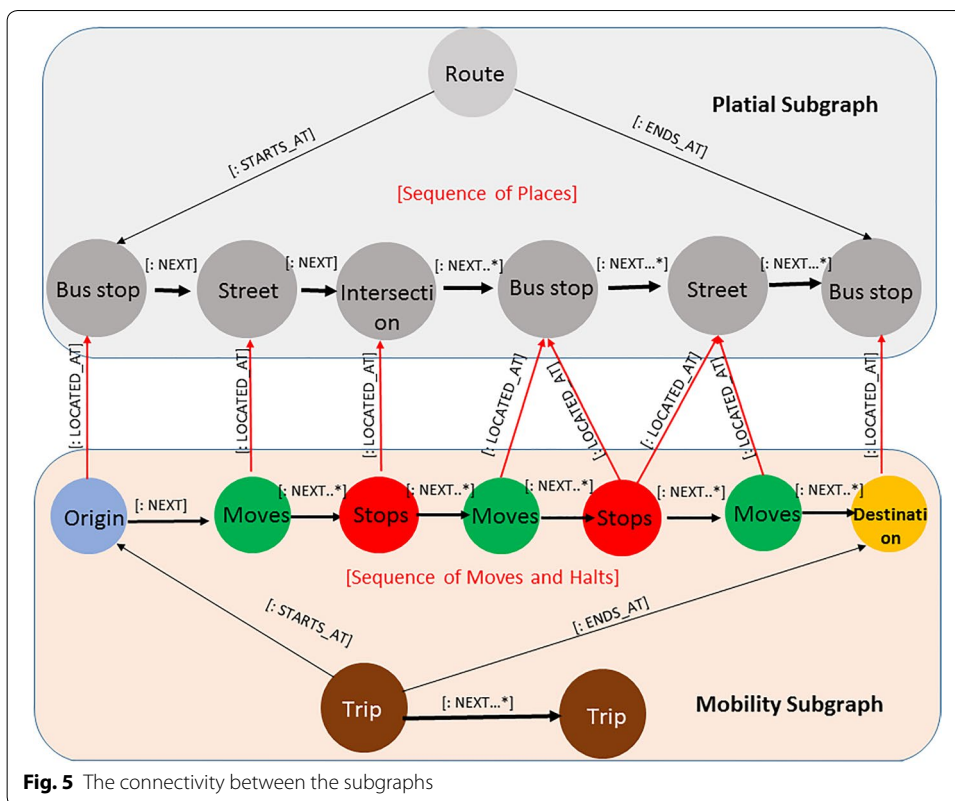 Route
Platial Subgraph
[: STARTS_AT]
[: ENDS_AT]
[Sequence of Places]
[: NEXT]
[: NEXT]
[: NEXT..*]
[: NEXT...*]
[: NEXT...*]
Bus stop
Street
Intersecti
on
Bus stop
Street
Bus stop
[: LOCATED_AT]
[: LOCATED_AT]
[: LOCATED_AT]
[: LOCATED_AT]
[: LOCATED_AT]
[: LOCATED_AT]
[: LOCATED_AT]
[: LOCATED_AT]
Origin
[: NEXT]
Moves
[: NEXT..*]
Stops
[: NEXT..*]
Moves
[: NEXT..*]
Stops
[: NEXT..*]
Moves
[: NEXT..*]
Destinati
on
[Sequence of Moves and Halts]
[: STARTS_AT]
[: ENDS_AT]
Trip
[: NEXT...*]
Trip
Mobility Subgraph
Fig. 5 The connectivity between the subgraphs